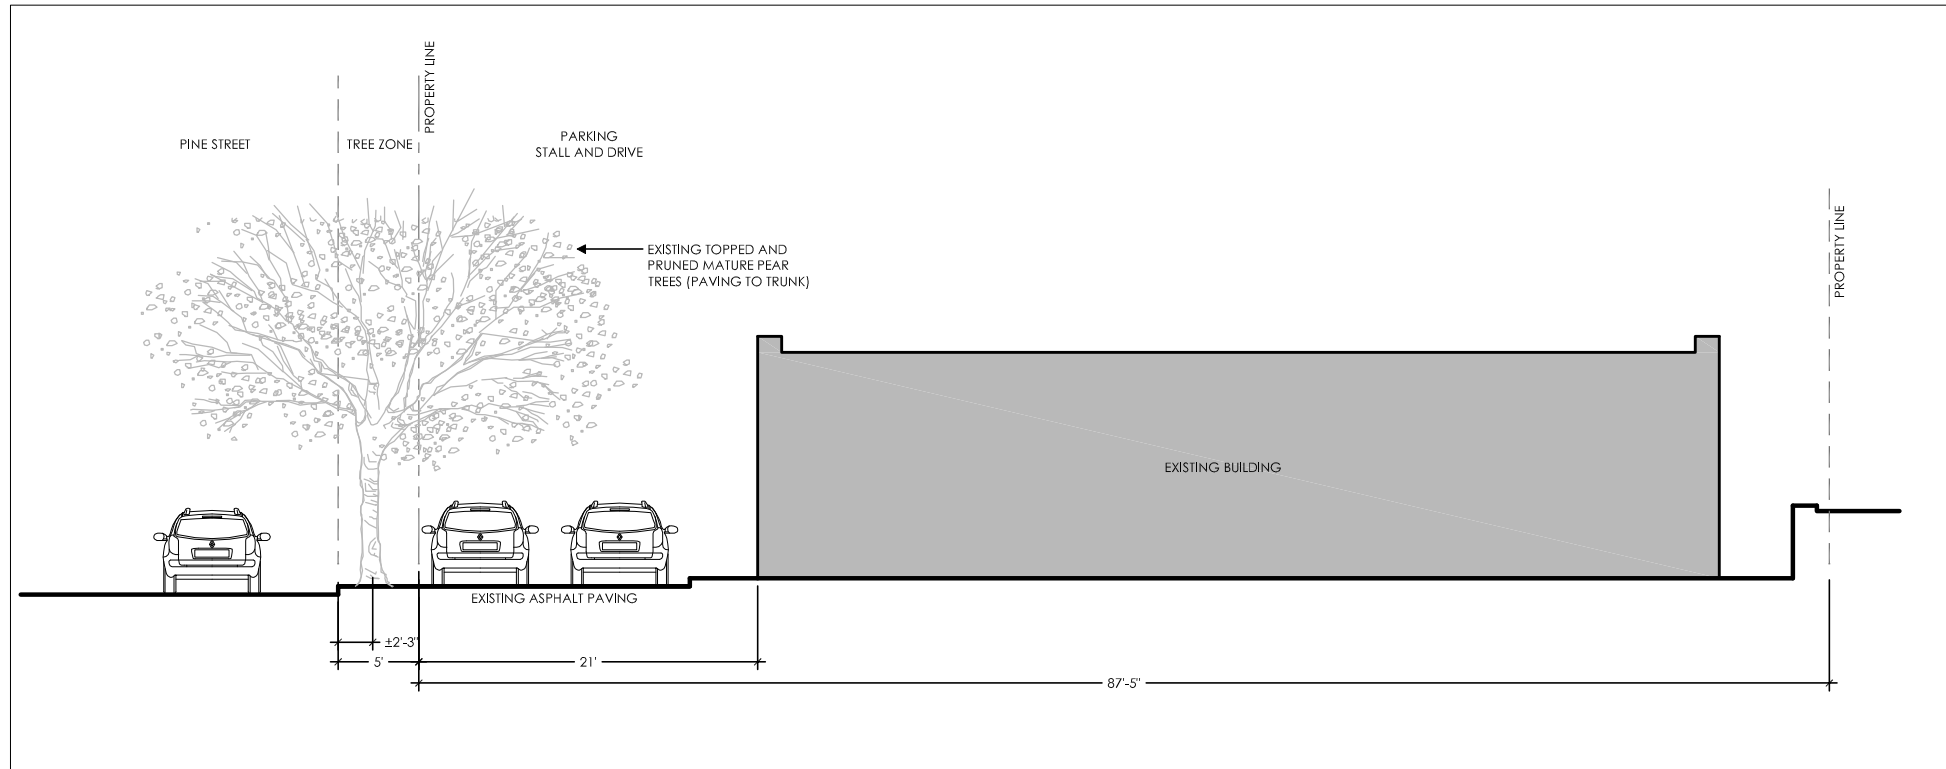 PROPERTY LINE
PINE STREET
TREE ZONE
PARKING
STALL AND DRIVE
EXISTING TOPPED AND
PRUNED MATURE PEAR
TREES (PAVING TO TRUNK)
PROPERTY LINE
EXISTING BUILDING
EXISTING ASPHALT PAVING
±2'-3"
5'
21'
87'-5"